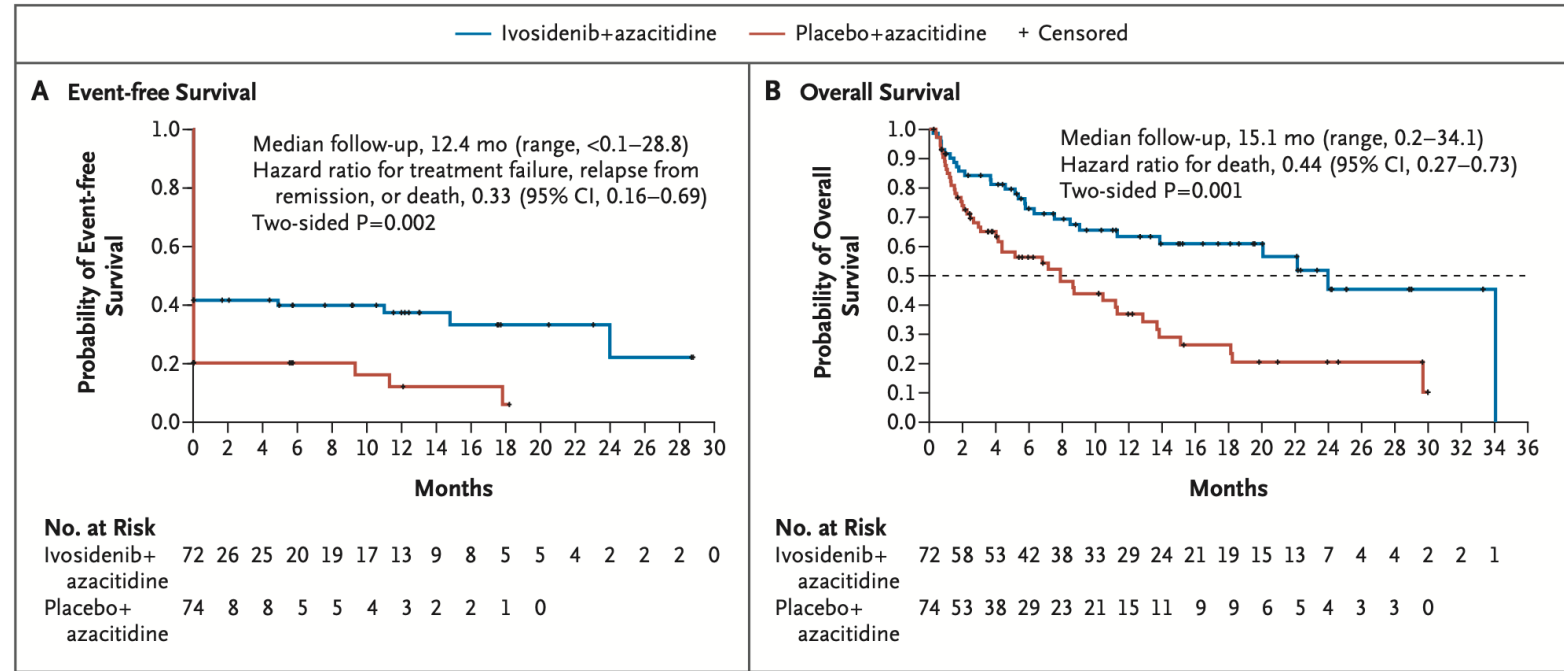 Ivosidenib+azacitidine Placebo+azacitidine + Censored
A Event-free Survival
Median follow-up, 12.4 mo (range, <0.1–28.8)
Hazard ratio for treatment failure, relapse from
remission, or death, 0.33 (95% CI, 0.16–0.69)
Two-sided P=0.002
Probability of Event-free
Survival
1.0
0.8
0.6
0.4
0.2
0.0
0 2 4 6 8 10 12 14 16 18 20 22 24 26 28 30
Months
No. at Risk
Ivosidenib+ 72 26 25 20 19 17 13 9 8 5 5 4 2 2 2 0
azacitidine
Placebo+ 74 8 8 5 5 4 3 2 2 1 0
azacitidine
B Overall Survival
Median follow-up, 15.1 mo (range, 0.2–34.1)
Hazard ratio for death, 0.44 (95% CI, 0.27–0.73)
Two-sided P=0.001
Probability of Overall
Survival
1.0
0.9
0.8
0.7
0.6
0.5
0.4
0.3
0.2
0.1
0.0
0 2 4 6 8 10 12 14 16 18 20 22 24 26 28 30 32 34 36
Months
No. at Risk
Ivosidenib+ 72 58 53 42 38 33 29 24 21 19 15 13 7 4 4 2 2 1
azacitidine
Placebo+ 74 53 38 29 23 21 15 11 9 9 6 5 4 3 3 0
azacitidine